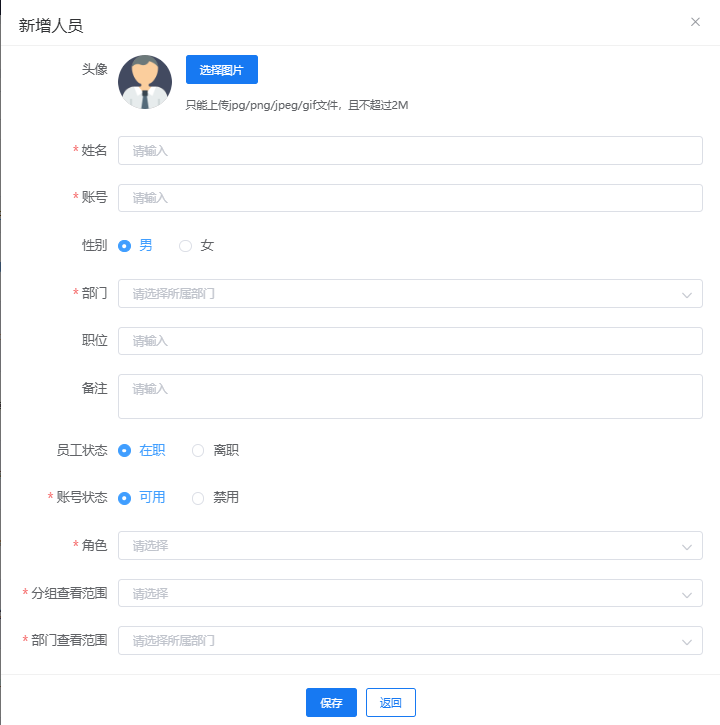 新增人员
头像
选择图片
只能上传jpg/png/jpeg/gif文件，且不超过2M
* 姓名 请输入
* 账号 请输入
性别 男 女
* 部门 请选择所属部门
职位 请输入
备注 请输入
员工状态 在职 离职
* 账号状态 可用 禁用
* 角色 请选择
* 分组查看范围 请选择
* 部门查看范围 请选择所属部门
保存 返回